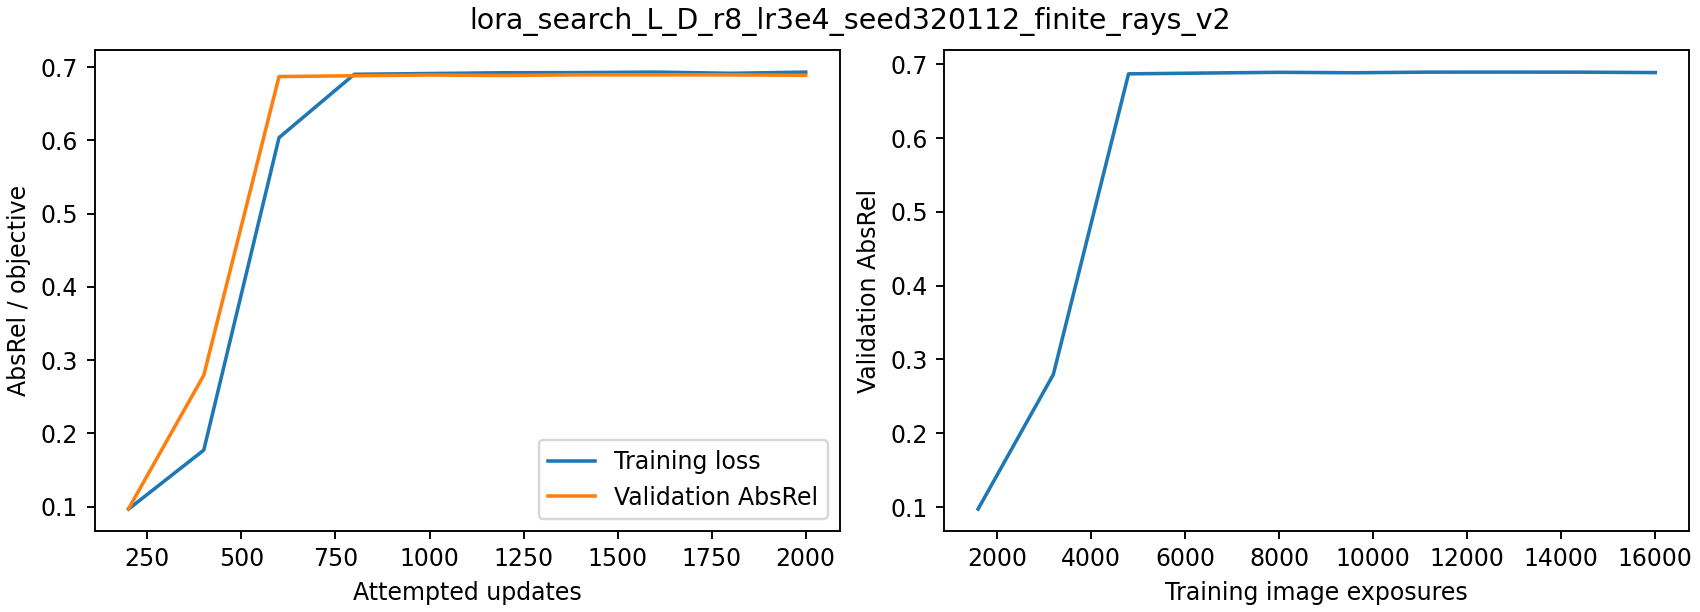 lora_search_L_D_r8_lr3e4_seed320112_finite_rays_v2
AbsRel / objective
0.7
0.6
0.5
0.4
0.3
0.2
0.1
Training loss
Validation AbsRel
250 500 750 1000 1250 1500 1750 2000
Attempted updates
Validation AbsRel
0.7
0.6
0.5
0.4
0.3
0.2
0.1
2000 4000 6000 8000 10000 12000 14000 16000
Training image exposures